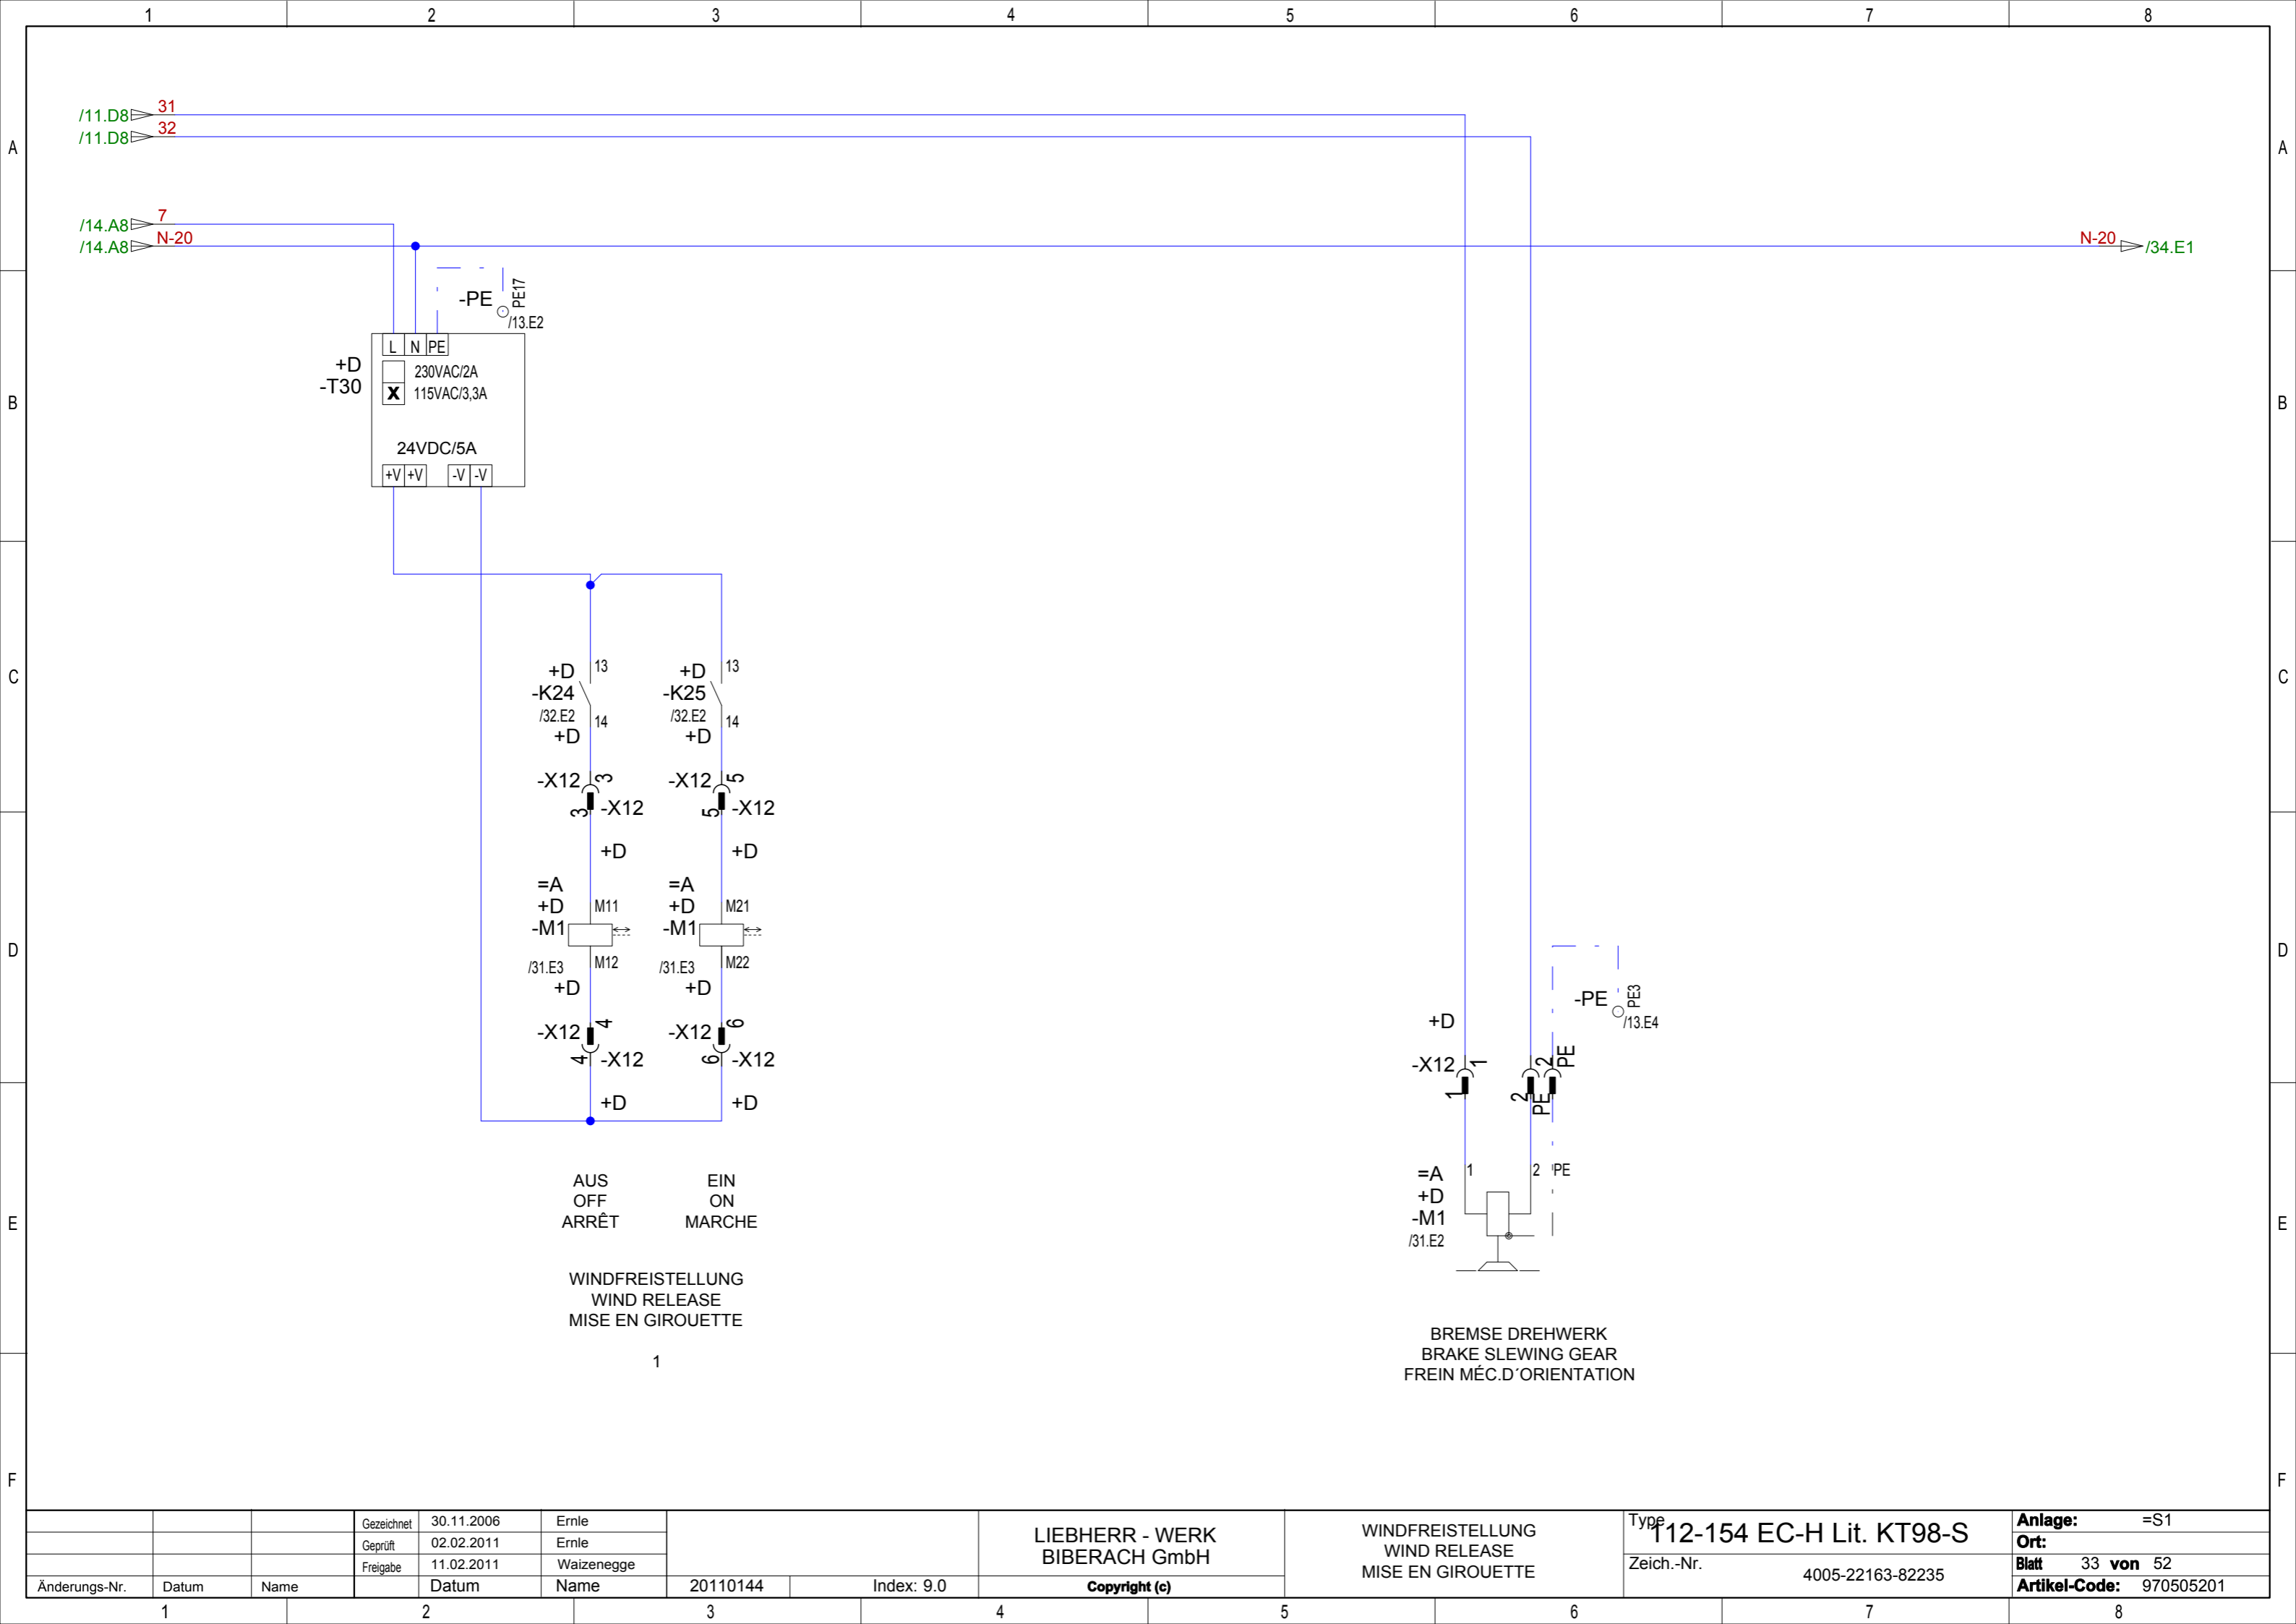 1 2 3 4 5 6 7 8
/11.D8 31
/11.D8 32
A A
/14.A8 7
/14.A8 N-20 N-20 /34.E1
-PE PE17
/13.E2
L N PE
+D
-T30
230VAC/2A
X 115VAC/3,3A
B B
24VDC/5A
+V +V -V -V
C C
+D 13 +D 13
-K24 -K25
/32.E2 14 /32.E2 14
+D +D
-X12 3 -X12 5
3 -X12 5 -X12
+D +D
=A =A
+D M11 +D M21
-M1 -M1
D D
/31.E3 M12 /31.E3 M22
+D +D
-PE PE3
/13.E4
-X12 4 -X12 6
4 -X12 6 -X12
+D +D
+D
-X12 1 2 PE
1 2 PE
AUS EIN
OFF ON
ARRÊT MARCHE
=A 1 2 PE
+D
-M1
/31.E2
E E
WINDFREISTELLUNG
WIND RELEASE
MISE EN GIROUETTE
1
BREMSE DREHWERK
BRAKE SLEWING GEAR
FREIN MÉC.D´ORIENTATION
F F
Gezeichnet 30.11.2006 Ernle
Geprüft 02.02.2011 Ernle
Freigabe 11.02.2011 Waizenegge
Änderungs-Nr. Datum Name Datum Name 20110144 Index: 9.0
LIEBHERR - WERK
BIBERACH GmbH
Copyright (c)
WINDFREISTELLUNG
WIND RELEASE
MISE EN GIROUETTE
Type 112-154 EC-H Lit. KT98-S
Zeich.-Nr. 4005-22163-82235
Anlage: =S1
Ort:
Blatt 33 von 52
Artikel-Code: 970505201
1 2 3 4 5 6 7 8